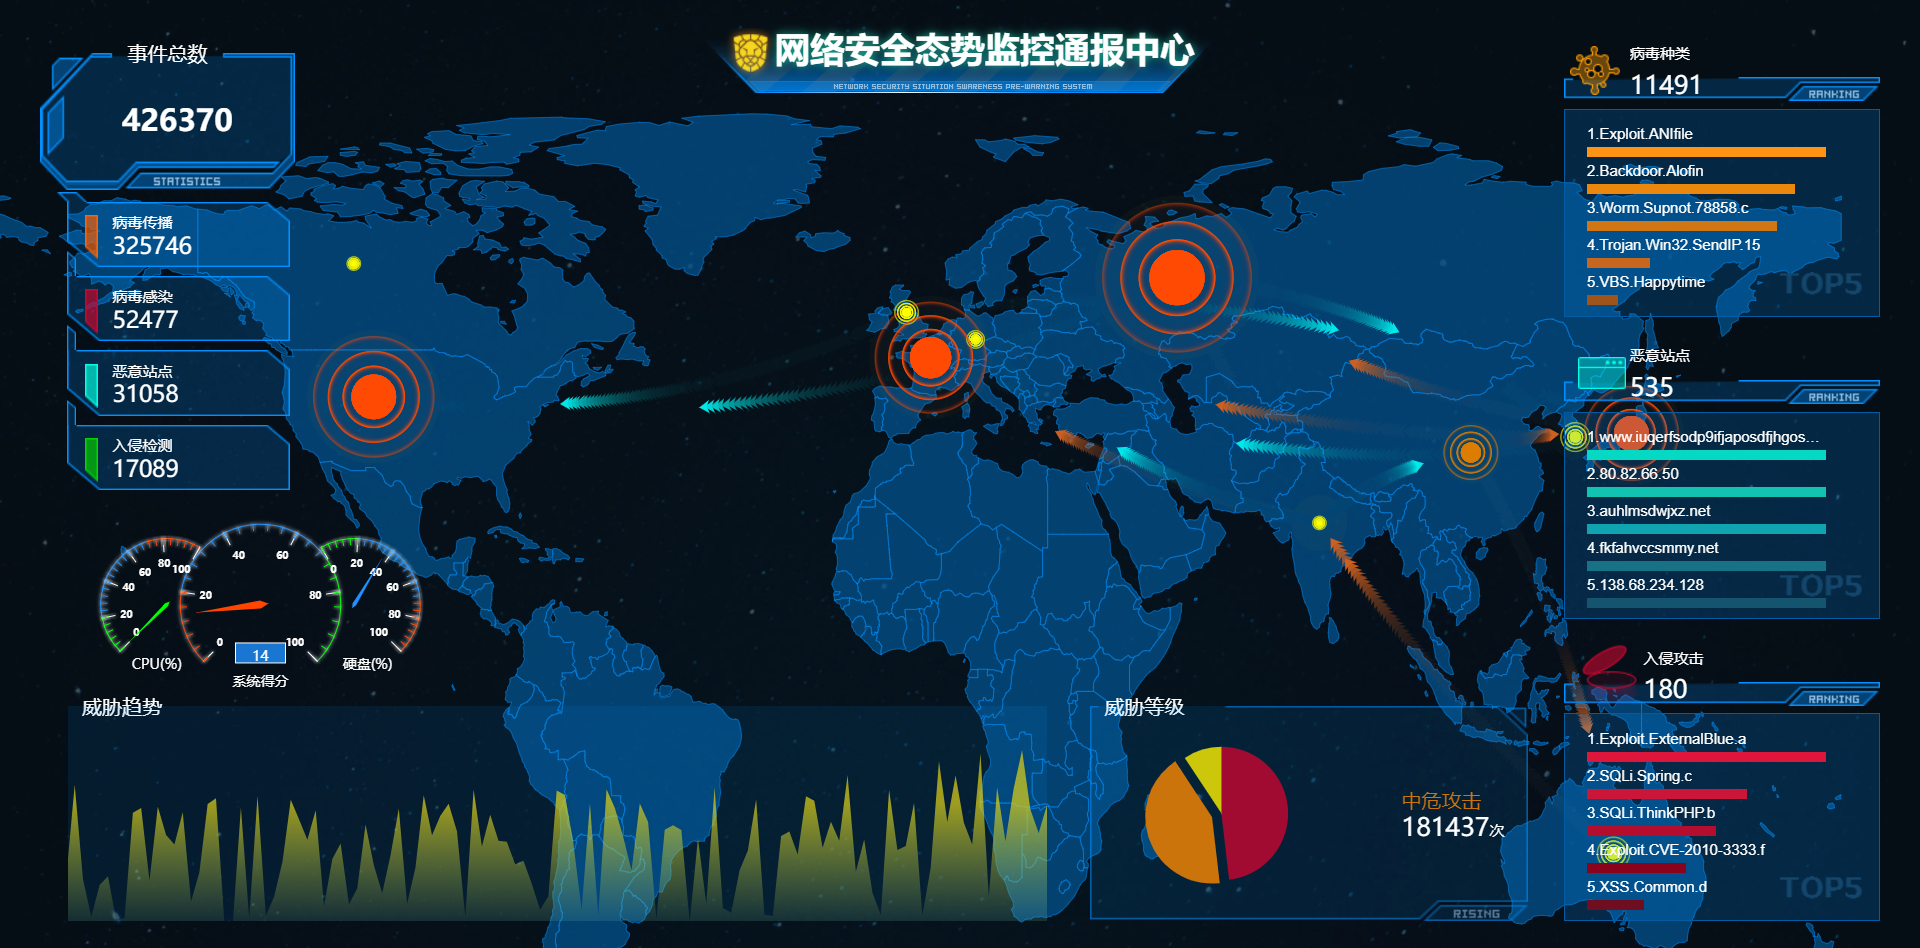 网络安全态势监控通报中心
NETWORK SECURITY SITUATION SWARENESS PRE-WARNING SYSTEM
事件总数
426370
STATISTICS
病毒传播
325746
病毒感染
52477
恶意站点
31058
入侵检测
17089
0
20
40
60
80
100
CPU(%)
0
20
40
60
80
100
14
系统得分
0
20
40
60
80
100
硬盘(%)
威胁趋势
威胁等级
中危攻击
181437次
RISING
病毒种类
11491
RANKING
1.Exploit.ANIfile
2.Backdoor.Alofin
3.Worm.Supnot.78858.c
4.Trojan.Win32.SendIP.15
5.VBS.Happytime
TOP5
恶意站点
535
RANKING
1.www.iuqerfsodp9ifjaposdfjhgos...
2.80.82.66.50
3.auhlmsdwjxz.net
4.fkfahvccsmmy.net
5.138.68.234.128
TOP5
入侵攻击
180
RANKING
1.Exploit.ExternalBlue.a
2.SQLi.Spring.c
3.SQLi.ThinkPHP.b
4.Exploit.CVE-2010-3333.f
5.XSS.Common.d
TOP5